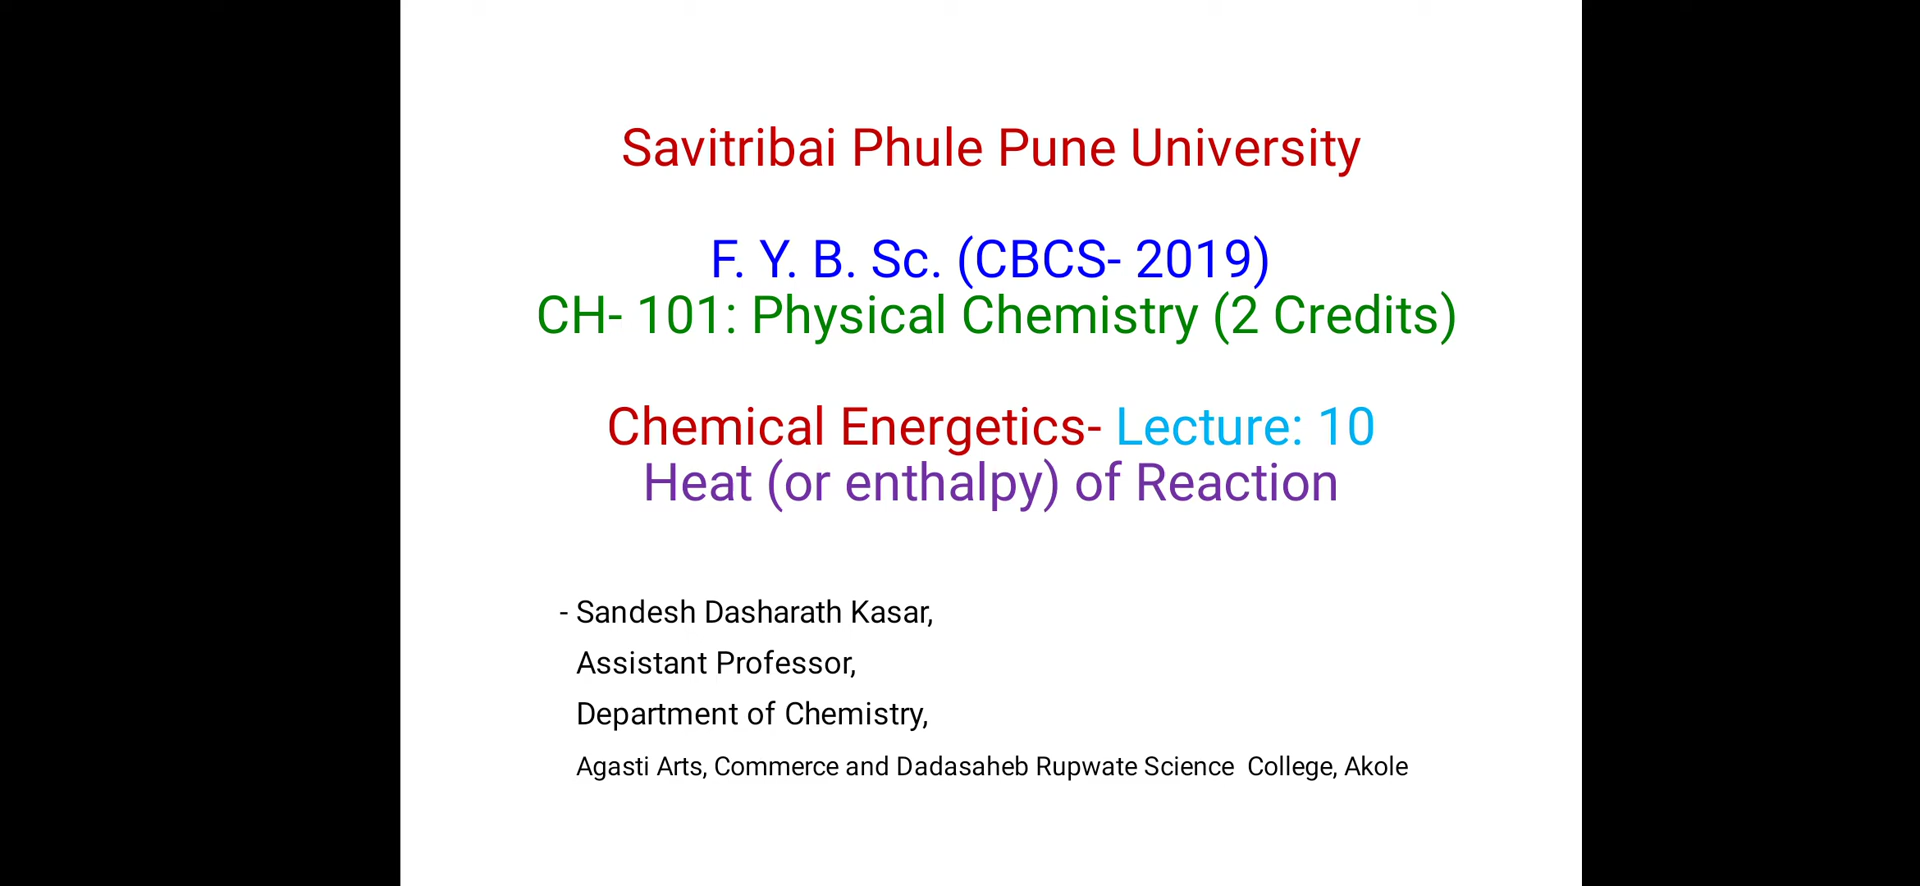 Savitribai Phule Pune University
F. Y. B. Sc. (CBCS- 2019)
CH- 101: Physical Chemistry (2 Credits)
Chemical Energetics- Lecture: 10
Heat (or enthalpy) of Reaction
- Sandesh Dasharath Kasar,
Assistant Professor,
Department of Chemistry,
Agasti Arts, Commerce and Dadasaheb Rupwate Science  College, Akole